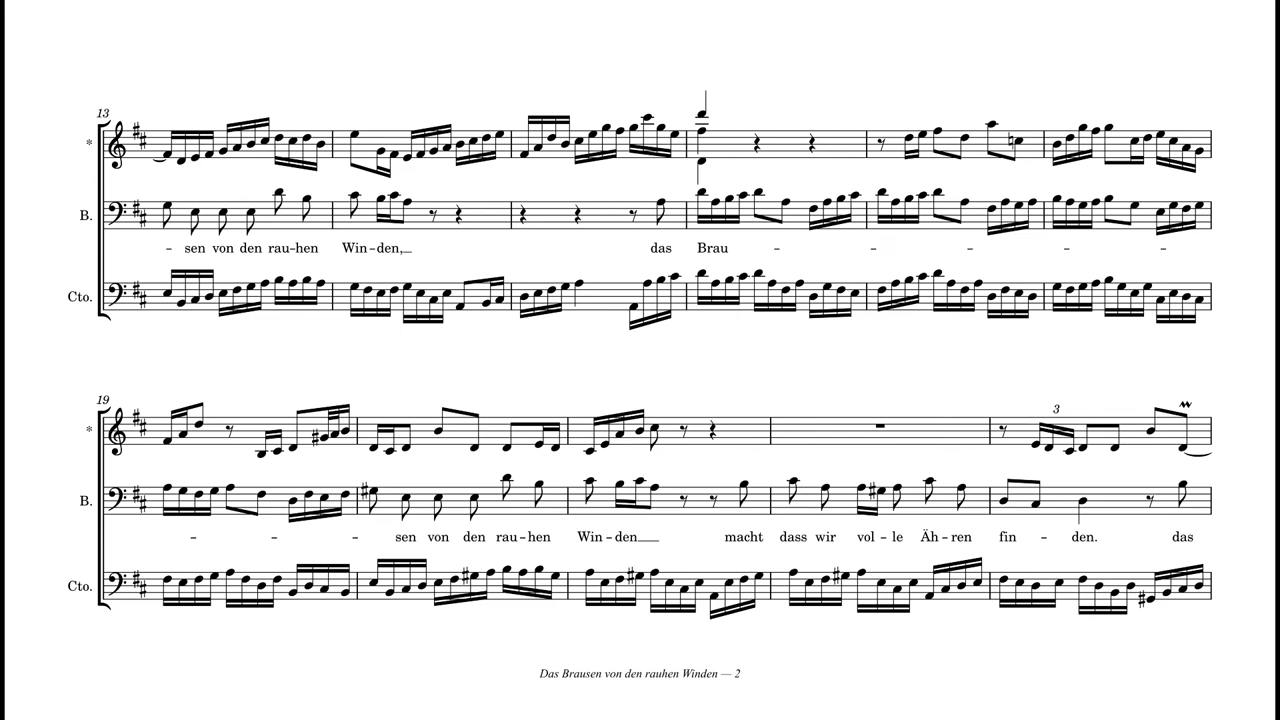 13
*
B.
– sen von den rau–hen Win–den, das Brau – – – – –
Cto.
19
*
3
B.
– – – sen von den rau–hen Win–den macht dass wir vol–le Äh–ren fin – den. das
Cto.
Das Brausen von den rauhen Winden — 2